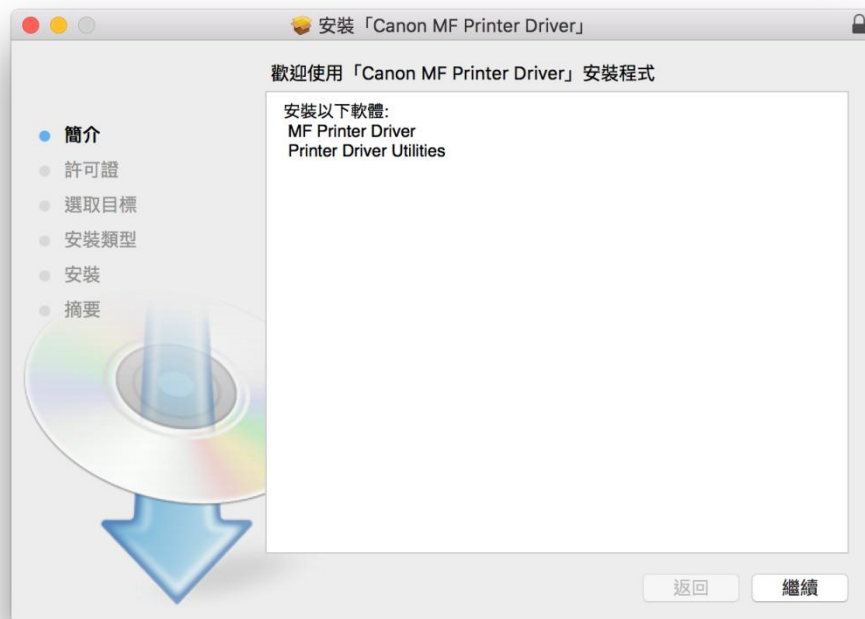 安裝「Canon MF Printer Driver」
歡迎使用「Canon MF Printer Driver」安裝程式
簡介
許可證
選取目標
安裝類型
安裝
摘要
安裝以下軟體:
MF Printer Driver
Printer Driver Utilities
返回
繼續